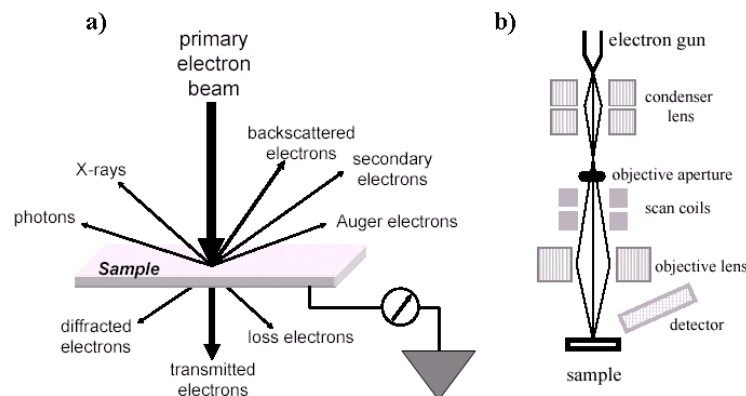 a)
primary
electron
beam
backscattered
electrons
secondary
electrons
X-rays
photons
Auger electrons
Sample
diffracted
electrons
loss electrons
transmitted
electrons
b)
electron gun
condenser
lens
objective aperture
scan coils
objective lens
detector
sample